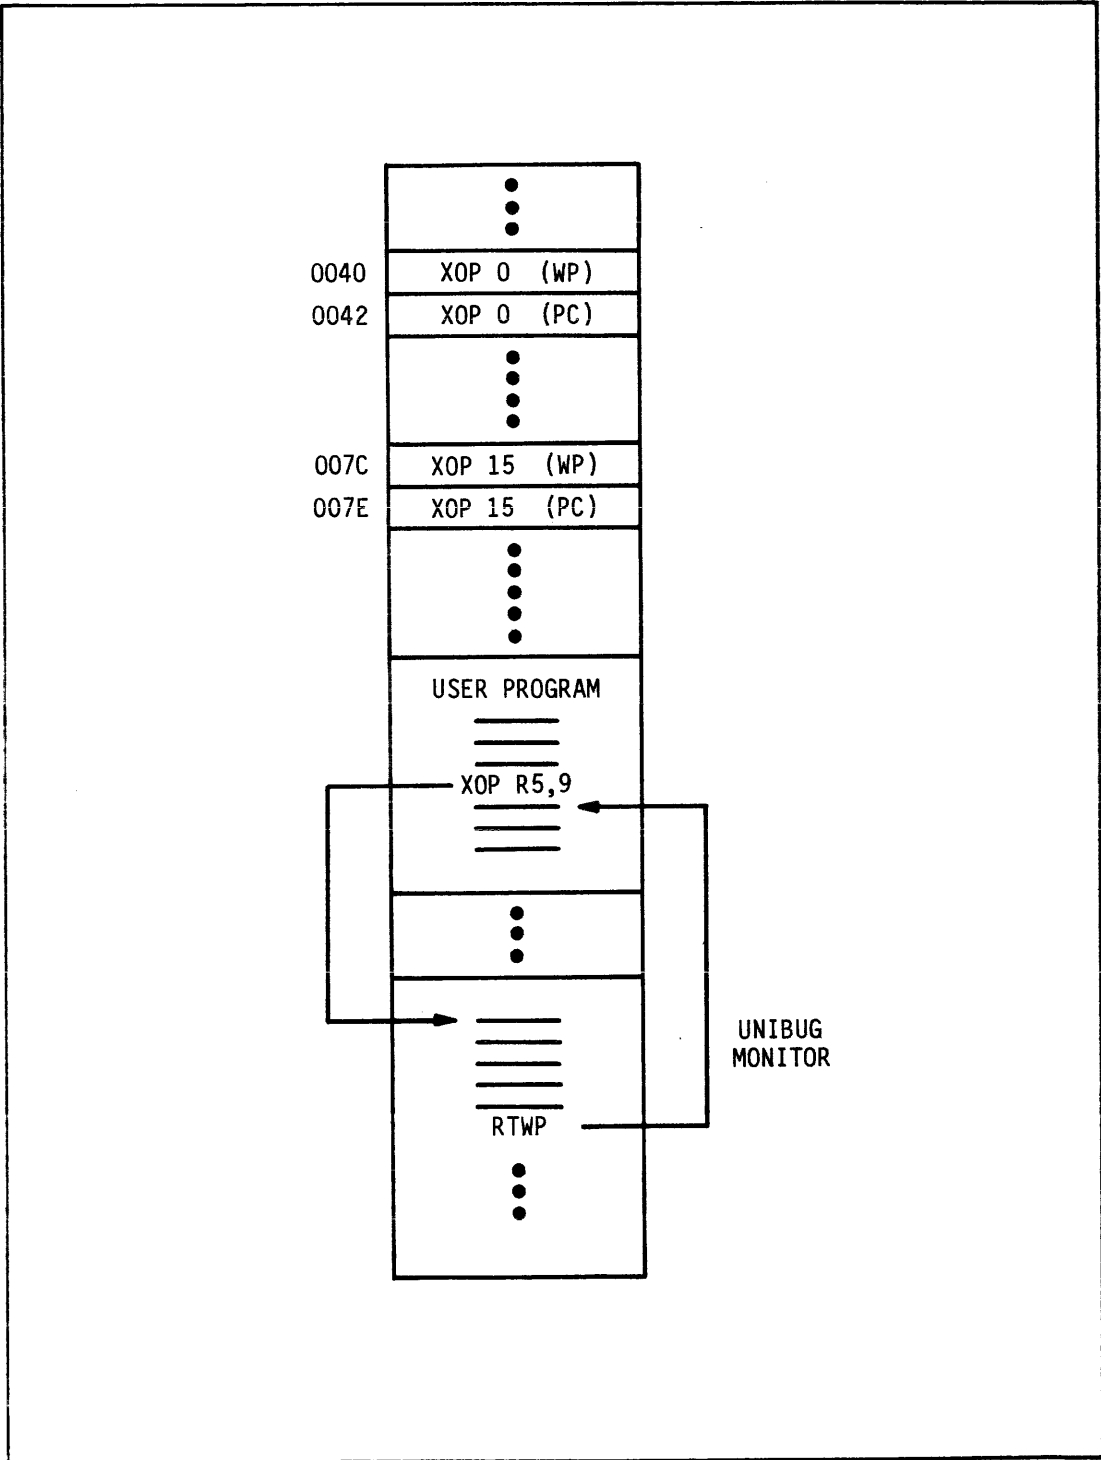 0040 XOP 0 (WP)
0042 XOP 0 (PC)
007C XOP 15 (WP)
007E XOP 15 (PC)
USER PROGRAM
XOP R5,9
UNIBUG
MONITOR
RTWP